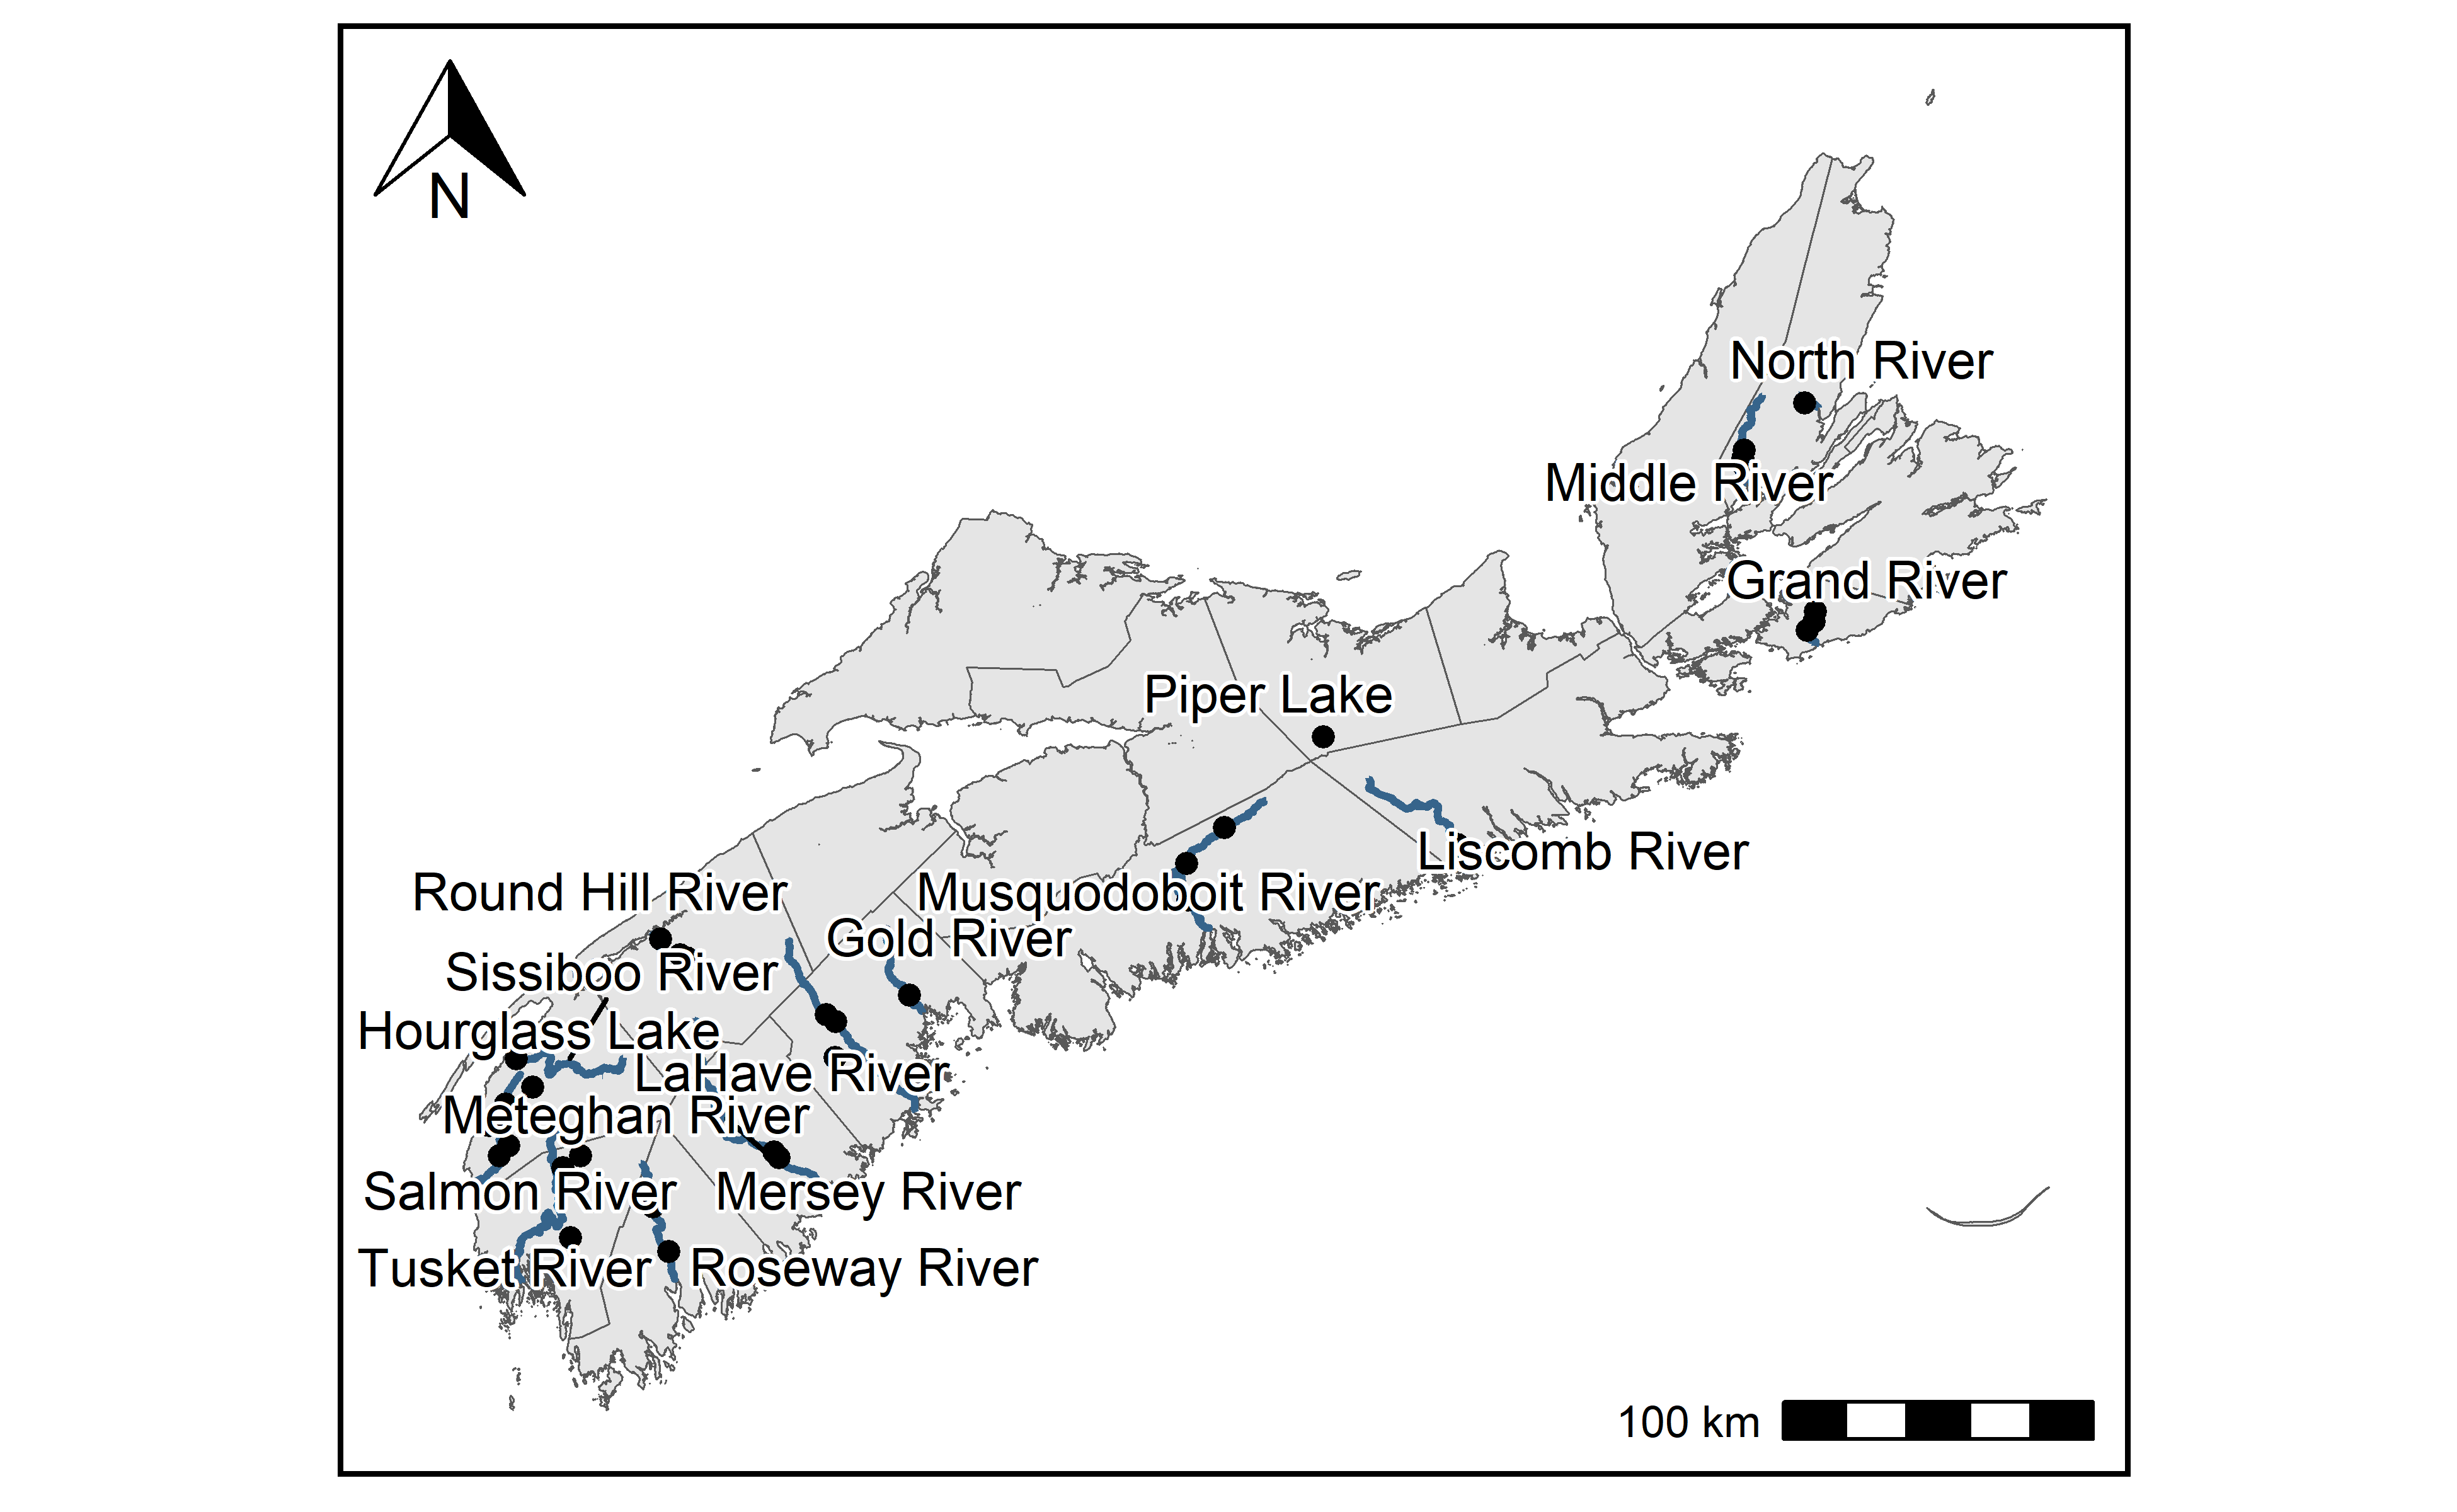 N
North River
Middle River
Grand River
Piper Lake
Liscomb River
Round Hill River
Musquodoboit River
Gold River
Sissiboo River
Hourglass Lake
LaHave River
Meteghan River
Salmon River
Mersey River
Tusket River
Roseway River
100 km